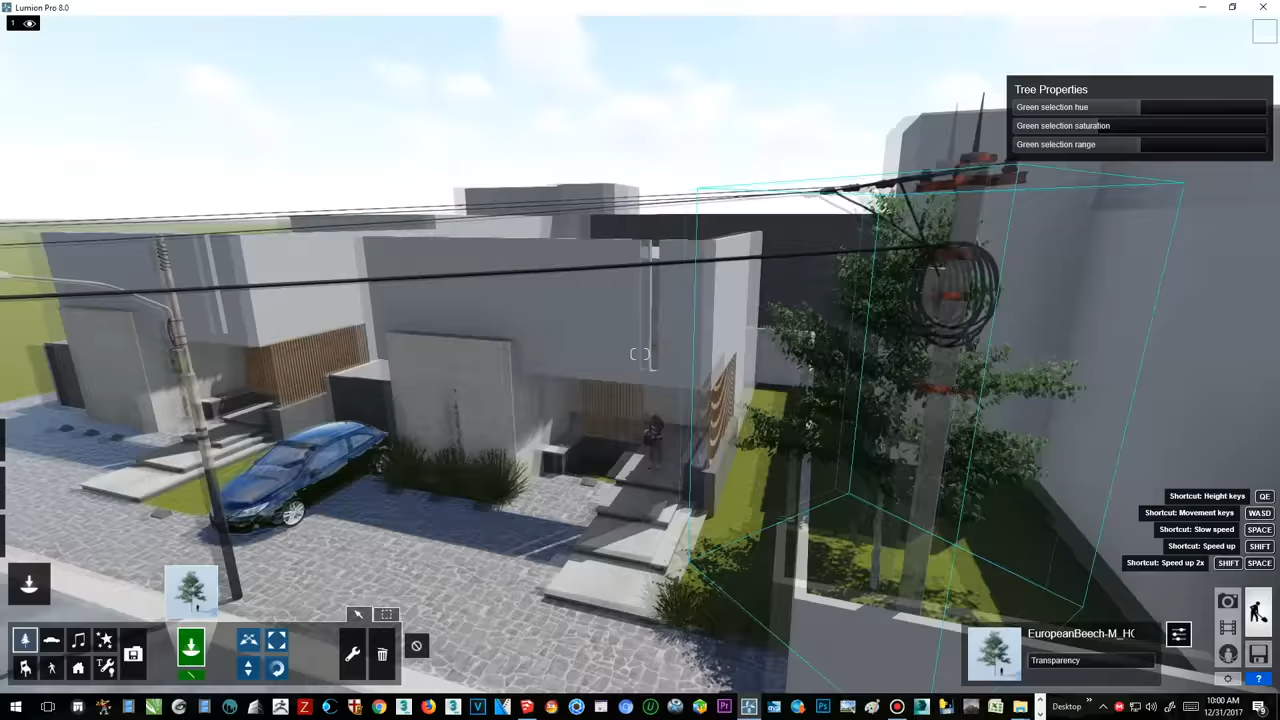 Lumion Pro 8.0
1
Tree Properties
Green selection hue
Green selection saturation
Green selection range
Shortcut: Height keys QE
Shortcut: Movement keys WASD
Shortcut: Slow speed SPACE
Shortcut: Speed up SHIFT
Shortcut: Speed up 2x SHIFT SPACE
EuropeanBeech-M_HC
Transparency
?
Desktop
10:00 AM
12/31/2017